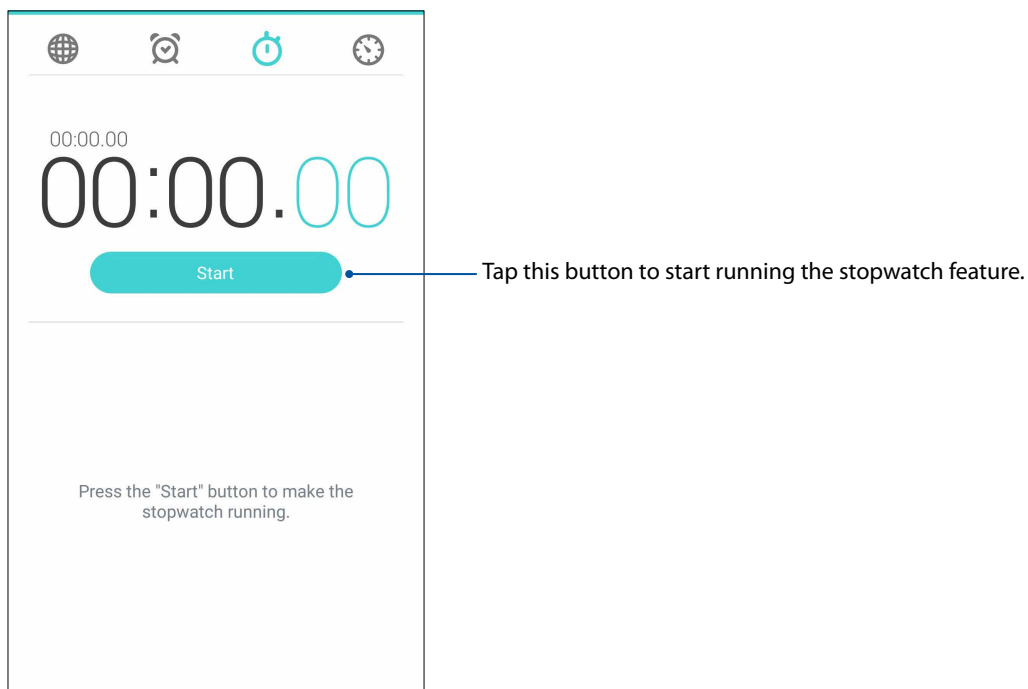 00:00.00
00:00.00
Start
Tap this button to start running the stopwatch feature.
Press the "Start" button to make the
stopwatch running.